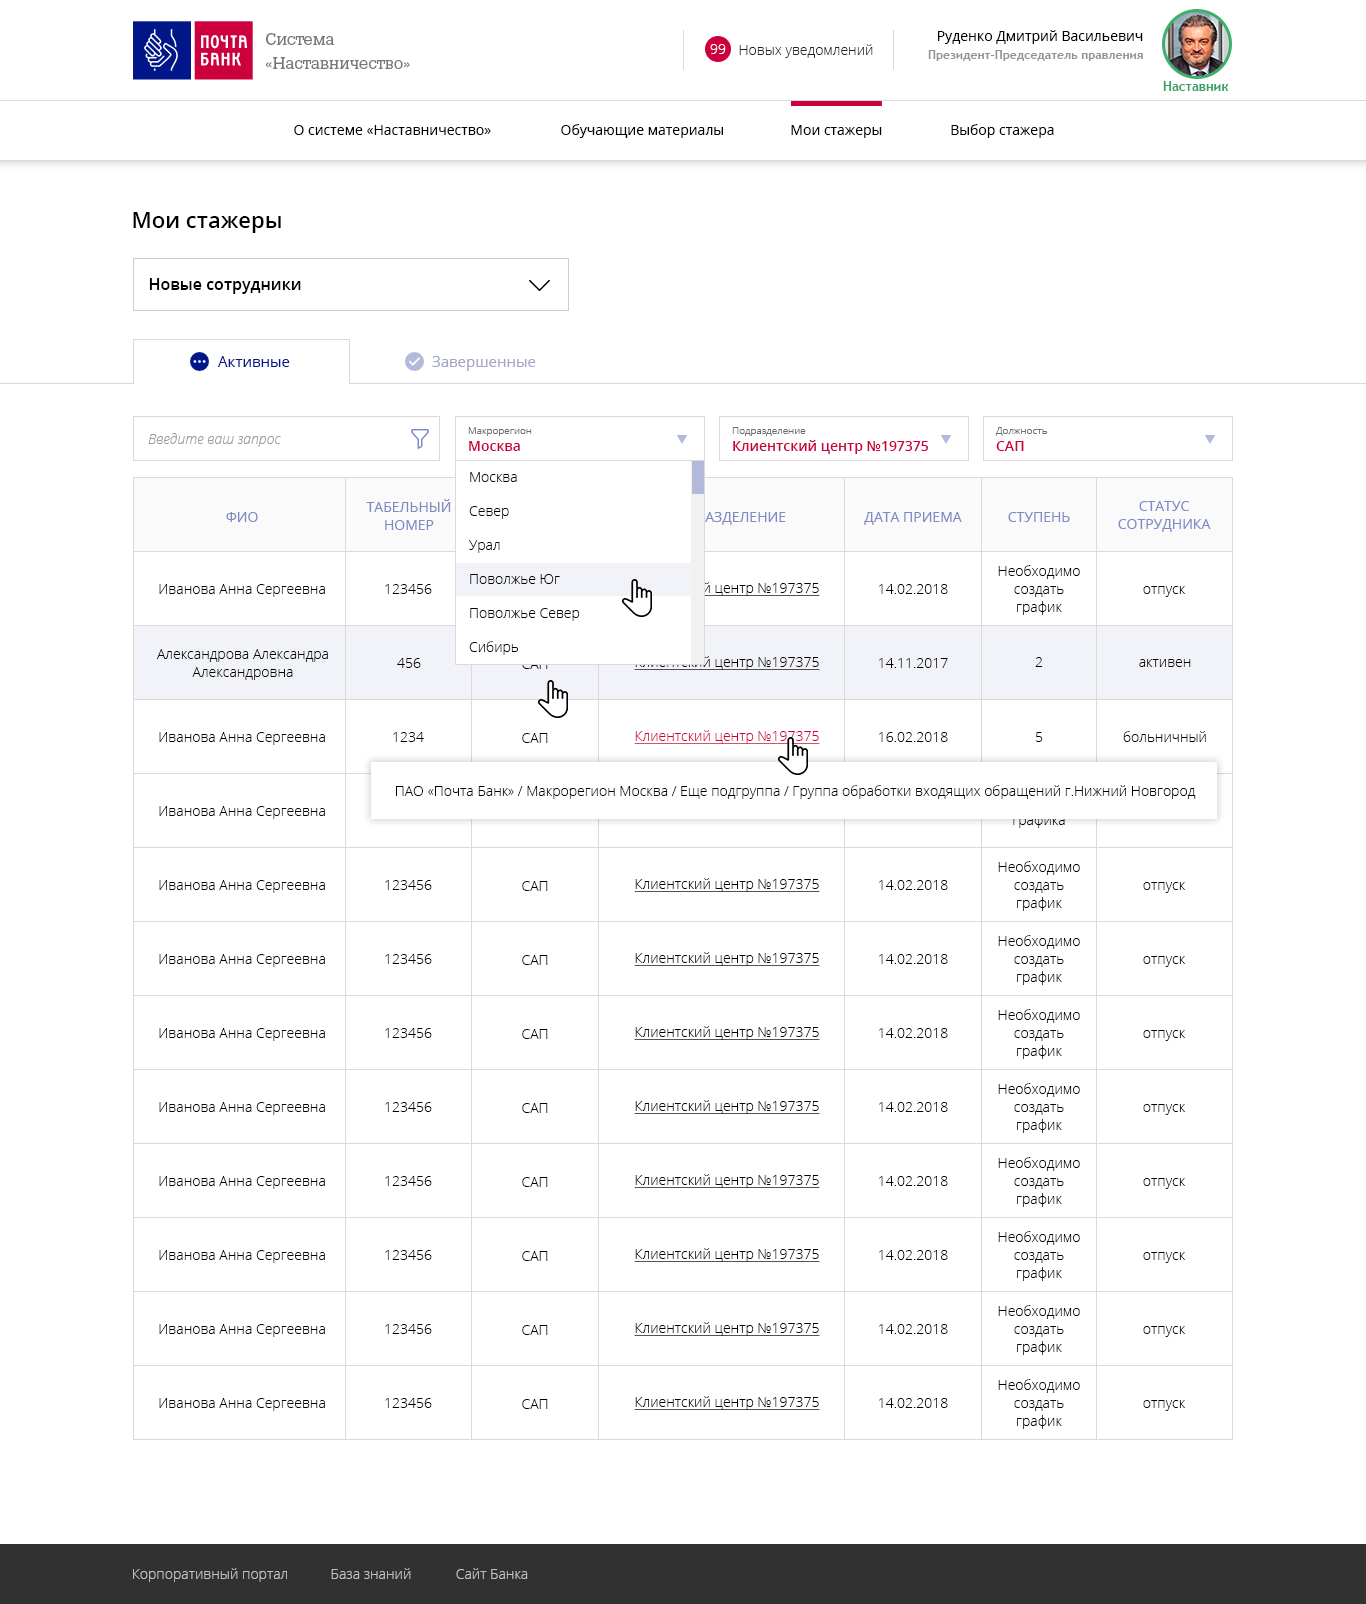 ПОЧТА
БАНК
Система
«Наставничество»
99 Новых уведомлений
Руденко Дмитрий Васильевич
Президент-Председатель правления
Наставник
О системе «Наставничество» Обучающие материалы Мои стажеры Выбор стажера
Мои стажеры
Новые сотрудники
Активные Завершенные
Введите ваш запрос
Макрорегион
Москва
Подразделение
Клиентский центр №197375
Должность
САП
Москва
Север
Урал
Поволжье Юг
Поволжье Север
Сибирь
ФИО ТАБЕЛЬНЫЙ НОМЕР АЗДЕЛЕНИЕ ДАТА ПРИЕМА СТУПЕНЬ СТАТУС СОТРУДНИКА
Иванова Анна Сергеевна 123456 й центр №197375 14.02.2018 Необходимо создать график отпуск
Александрова Александра Александровна 456 САП Клиентский центр №197375 14.11.2017 2 активен
Иванова Анна Сергеевна 1234 САП Клиентский центр №197375 16.02.2018 5 больничный
ПАО «Почта Банк» / Макрорегион Москва / Еще подгруппа / Группа обработки входящих обращений г.Нижний Новгород
Иванова Анна Сергеевна графика
Иванова Анна Сергеевна 123456 САП Клиентский центр №197375 14.02.2018 Необходимо создать график отпуск
Иванова Анна Сергеевна 123456 САП Клиентский центр №197375 14.02.2018 Необходимо создать график отпуск
Иванова Анна Сергеевна 123456 САП Клиентский центр №197375 14.02.2018 Необходимо создать график отпуск
Иванова Анна Сергеевна 123456 САП Клиентский центр №197375 14.02.2018 Необходимо создать график отпуск
Иванова Анна Сергеевна 123456 САП Клиентский центр №197375 14.02.2018 Необходимо создать график отпуск
Иванова Анна Сергеевна 123456 САП Клиентский центр №197375 14.02.2018 Необходимо создать график отпуск
Иванова Анна Сергеевна 123456 САП Клиентский центр №197375 14.02.2018 Необходимо создать график отпуск
Иванова Анна Сергеевна 123456 САП Клиентский центр №197375 14.02.2018 Необходимо создать график отпуск
Корпоративный портал База знаний Сайт Банка